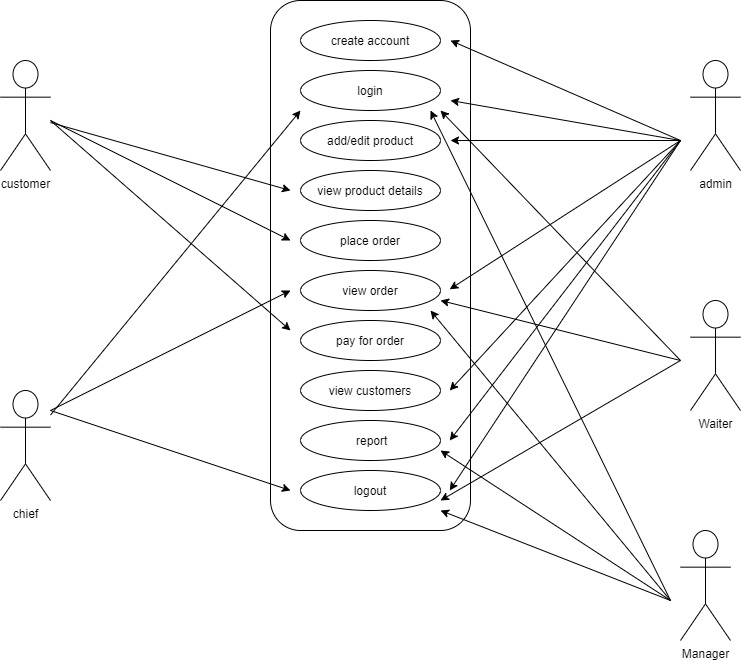 create account
login
add/edit product
view product details
place order
view order
pay for order
view customers
report
logout
customer
chief
admin
Waiter
Manager